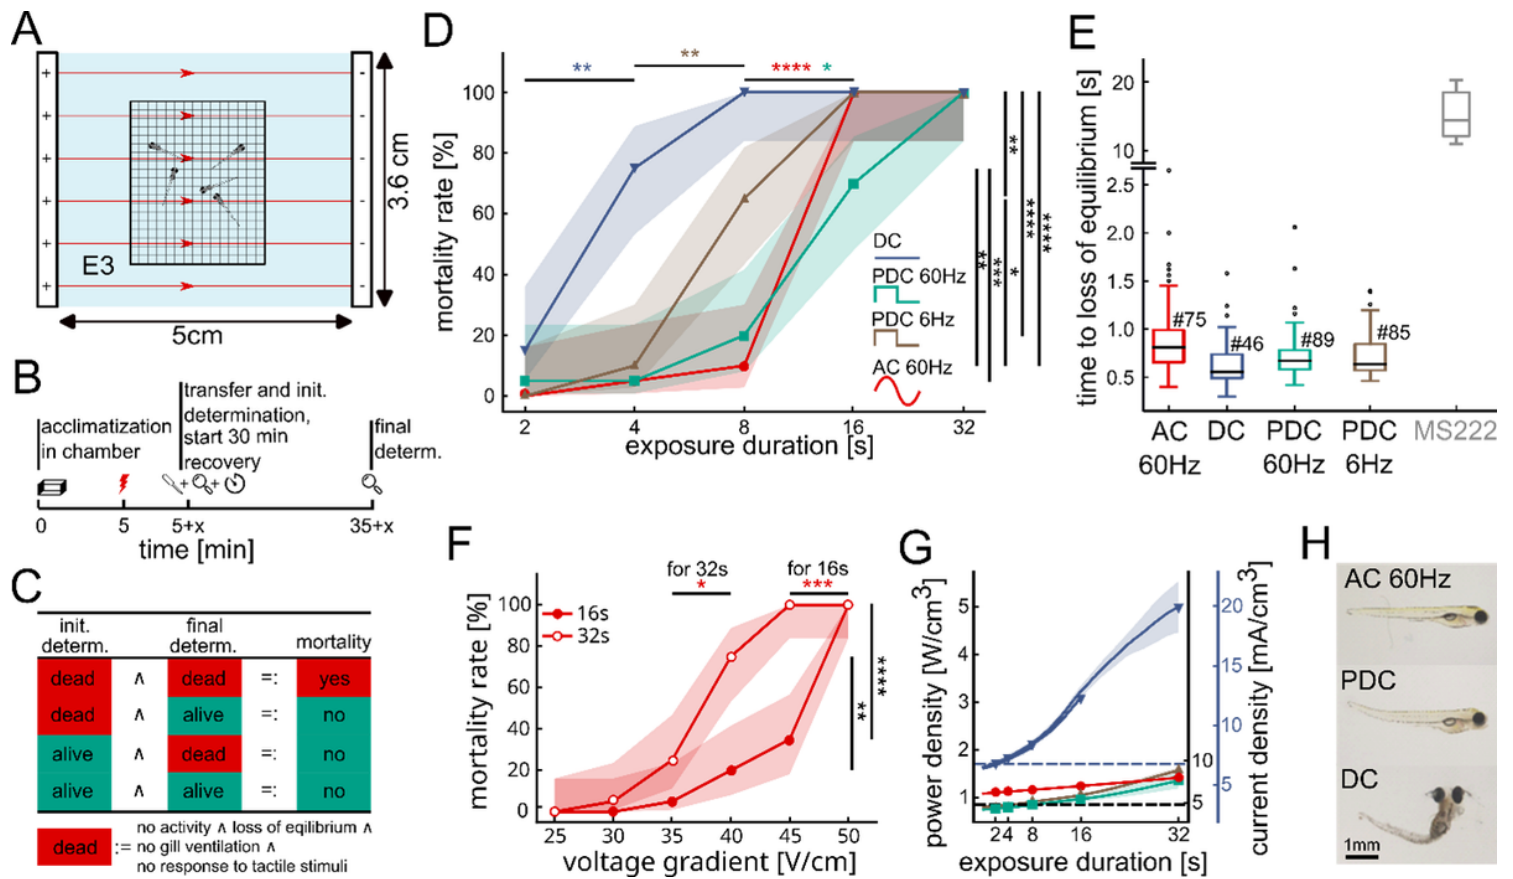 A
+ -
+ -
+ -
+ -
+ -
+ -
E3
3.6 cm
5cm
B
acclimatization
in chamber
transfer and init.
determination,
start 30 min
recovery
final
determ.
+ +
0 5 5+x 35+x
time [min]
C
init.
determ.
final
determ.
mortality
dead ∧ dead =: yes
dead ∧ alive =: no
alive ∧ dead =: no
alive ∧ alive =: no
dead := no activity ∧ loss of eqilibrium ∧
no gill ventilation ∧
no response to tactile stimuli
D
mortality rate [%]
100
80
60
40
20
0
2 4 8 16 32
exposure duration [s]
** ** **** *
DC
PDC 60Hz
PDC 6Hz
AC 60Hz
**
***
**
*
****
****
E
time to loss of equilibrium [s]
20
10
2.5
2.0
1.5
1.0
0.5
#75
#46
#89
#85
AC
60Hz
DC
PDC
60Hz
PDC
6Hz
MS222
F
mortality rate [%]
100
80
60
40
20
0
25 30 35 40 45 50
voltage gradient [V/cm]
16s
32s
for 32s
*
for 16s
***
**
****
G
power density [W/cm3]
5
4
3
2
1
2 4 8 16 32
exposure duration [s]
10
5
20
15
10
5
current density [mA/cm3]
H
AC 60Hz
PDC
DC
1mm